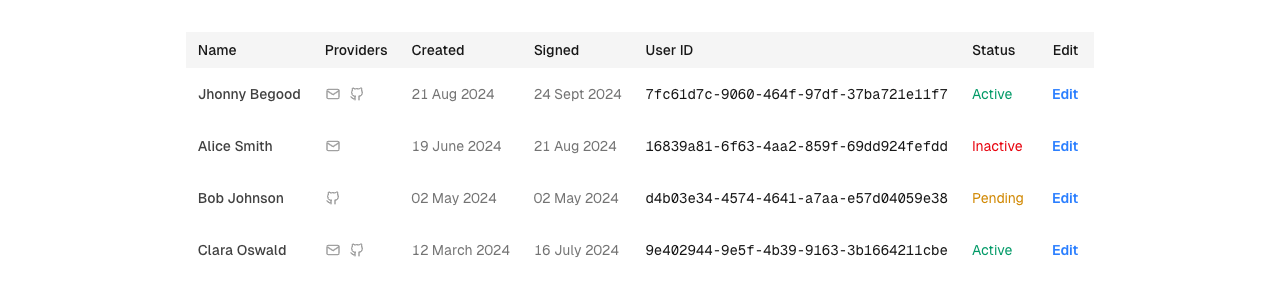 Name Providers Created Signed User ID Status Edit
Jhonny Begood 21 Aug 2024 24 Sept 2024 7fc61d7c-9060-464f-97df-37ba721e11f7 Active Edit
Alice Smith 19 June 2024 21 Aug 2024 16839a81-6f63-4aa2-859f-69dd924fefdd Inactive Edit
Bob Johnson 02 May 2024 02 May 2024 d4b03e34-4574-4641-a7aa-e57d04059e38 Pending Edit
Clara Oswald 12 March 2024 16 July 2024 9e402944-9e5f-4b39-9163-3b1664211cbe Active Edit